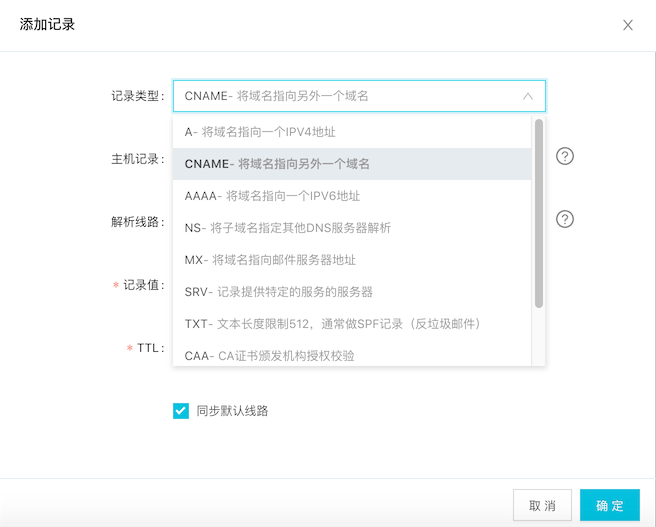 添加记录
记录类型：
CNAME- 将域名指向另外一个域名
A- 将域名指向一个IPV4地址
主机记录：
CNAME- 将域名指向另外一个域名
AAAA- 将域名指向一个IPV6地址
解析线路：
NS- 将子域名指定其他DNS服务器解析
MX- 将域名指向邮件服务器地址
* 记录值：
SRV- 记录提供特定的服务的服务器
TXT- 文本长度限制512，通常做SPF记录（反垃圾邮件）
* TTL：
CAA- CA证书颁发机构授权校验
同步默认线路
取 消
确 定